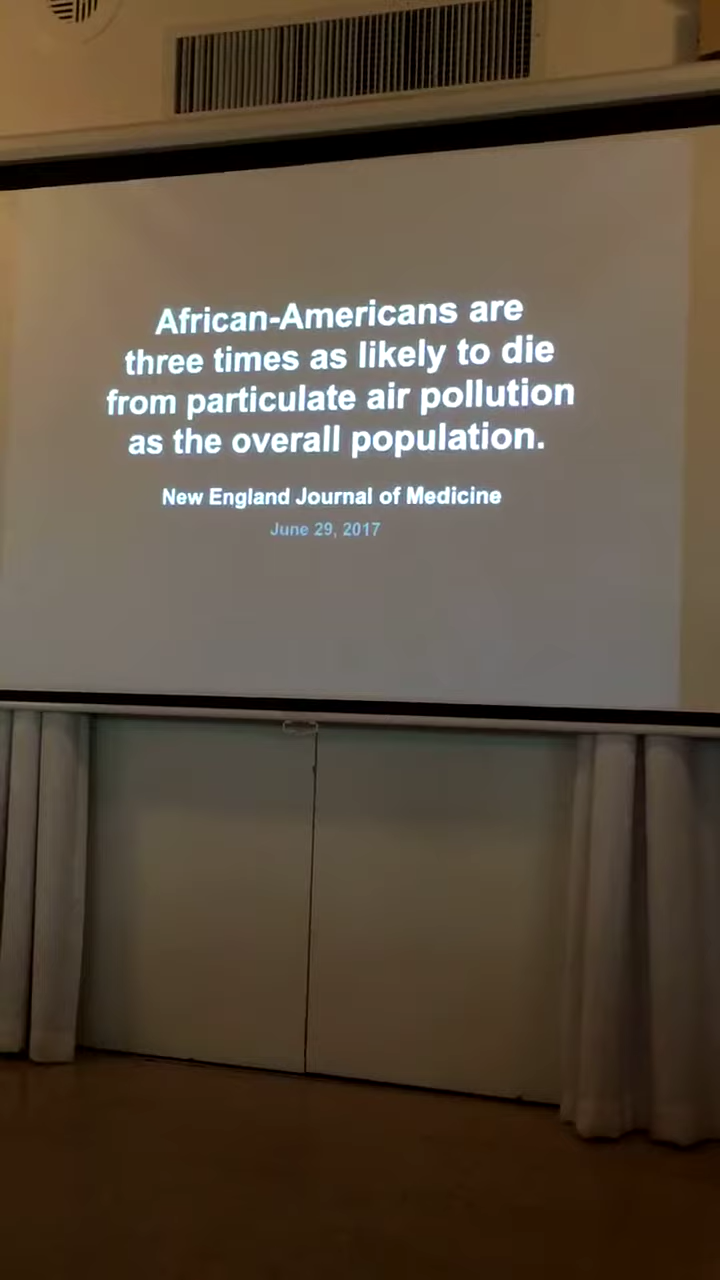 African-Americans are
three times as likely to die
from particulate air pollution
as the overall population.
New England Journal of Medicine
June 29, 2017